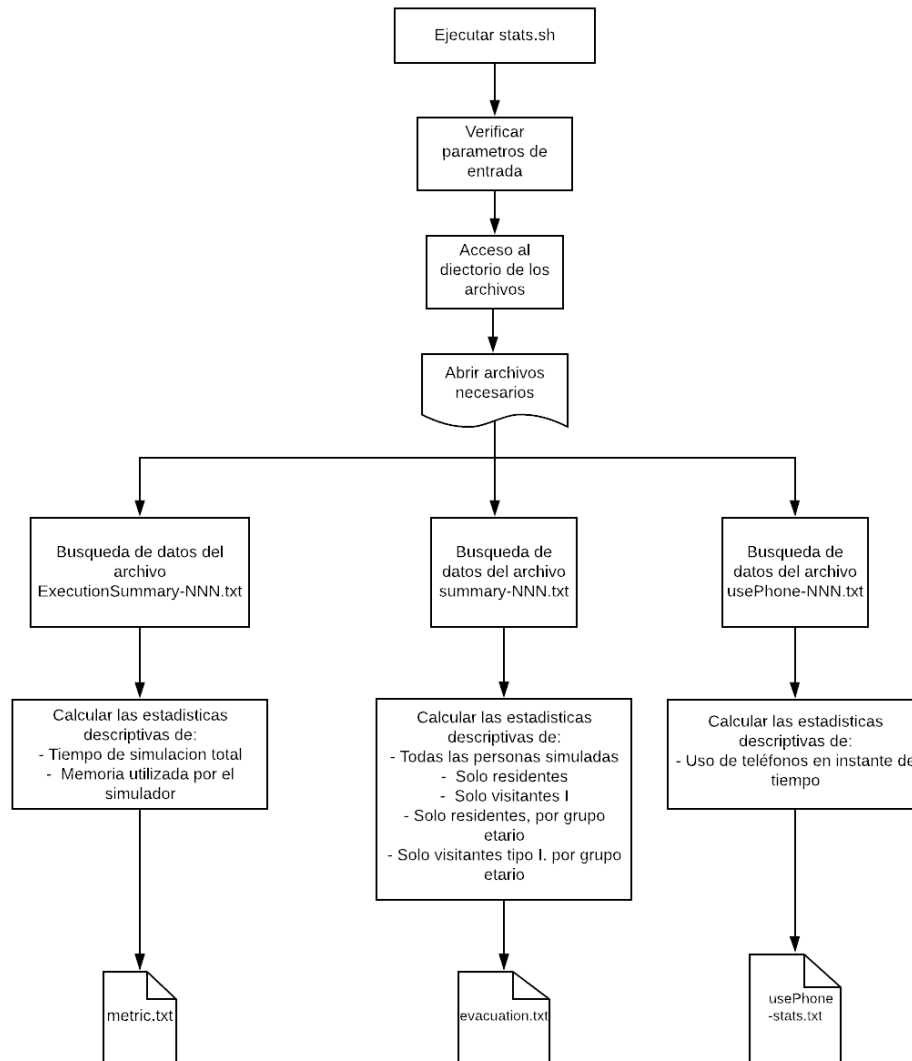 Ejecutar stats.sh
Verificar
parametros de
entrada
Acceso al
diectorio de los
archivos
Abrir archivos
necesarios
Busqueda de datos del
archivo
ExecutionSummary-NNN.txt
Busqueda de
datos del archivo
summary-NNN.txt
Busqueda de
datos del archivo
usePhone-NNN.txt
Calcular las estadisticas
descriptivas de:
- Tiempo de simulacion total
- Memoria utilizada por el
simulador
Calcular las estadisticas
descriptivas de:
- Todas las personas simuladas
- Solo residentes
- Solo visitantes I
- Solo residentes, por grupo
etario
- Solo visitantes tipo I. por grupo
etario
Calcular las estadisticas
descriptivas de:
- Uso de teléfonos en instante de
tiempo
metric.txt
evacuation.txt
usePhone
-stats.txt